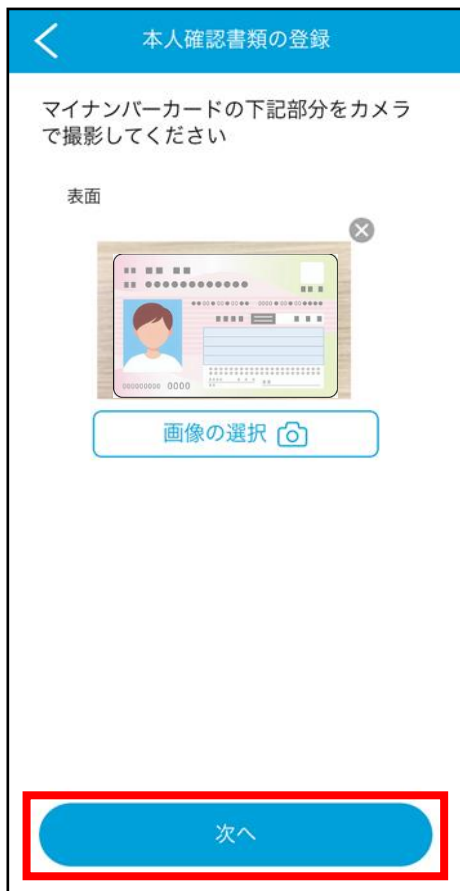 本人確認書類の登録
マイナンバーカードの下記部分をカメラ
で撮影してください
表面
画像の選択
次へ